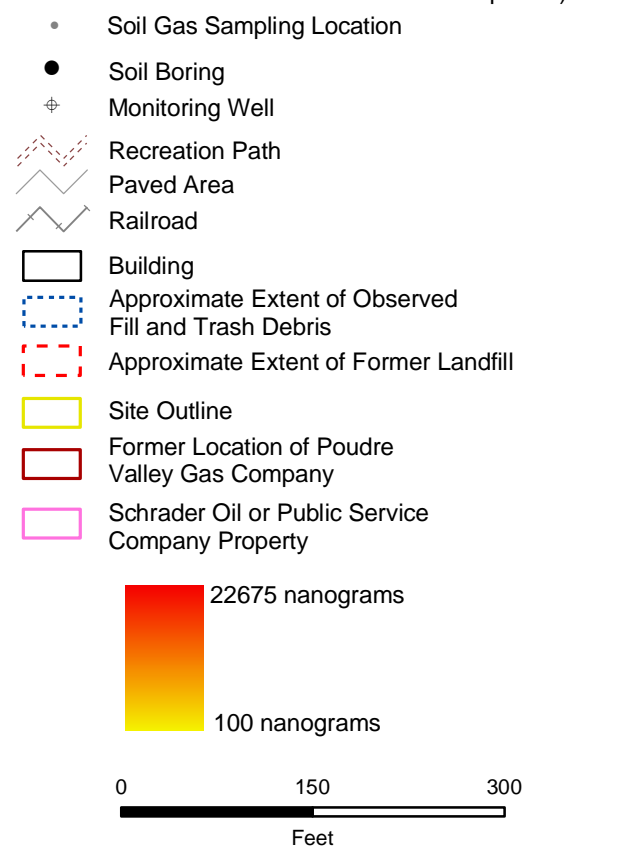 Soil Gas Sampling Location
Soil Boring
Monitoring Well
Recreation Path
Paved Area
Railroad
Building
Approximate Extent of Observed
Fill and Trash Debris
Approximate Extent of Former Landfill
Site Outline
Former Location of Poudre
Valley Gas Company
Schrader Oil or Public Service
Company Property
22675 nanograms
100 nanograms
0 150 300
Feet